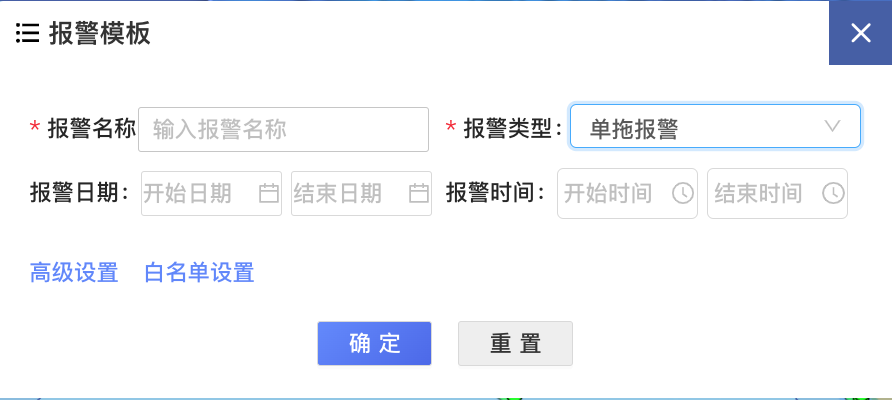 报警模板
* 报警名称 输入报警名称 * 报警类型： 单拖报警
报警日期： 开始日期 结束日期 报警时间： 开始时间 结束时间
高级设置 白名单设置
确 定 重 置